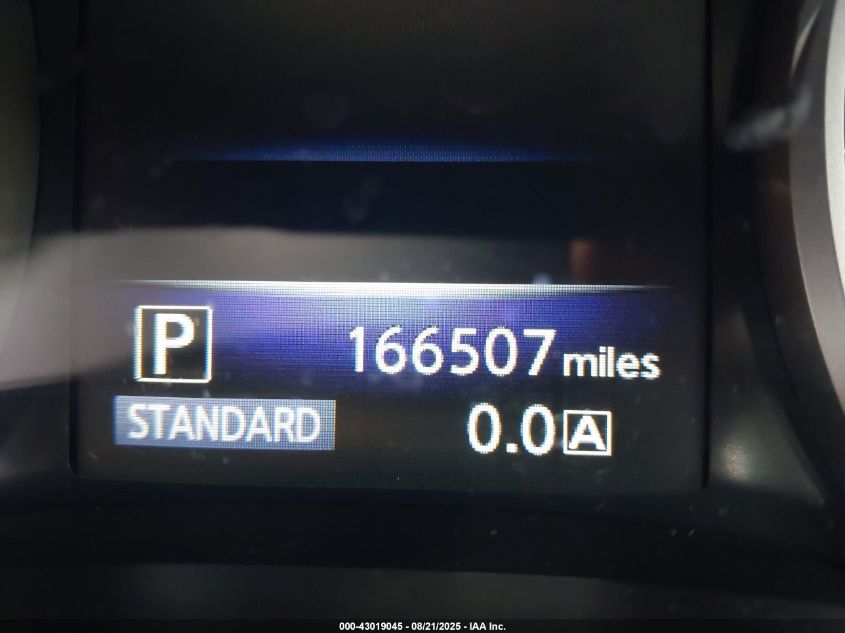 P 166507 miles
STANDARD 0.0 A
000-43019045 - 08/21/2025 - IAA Inc.